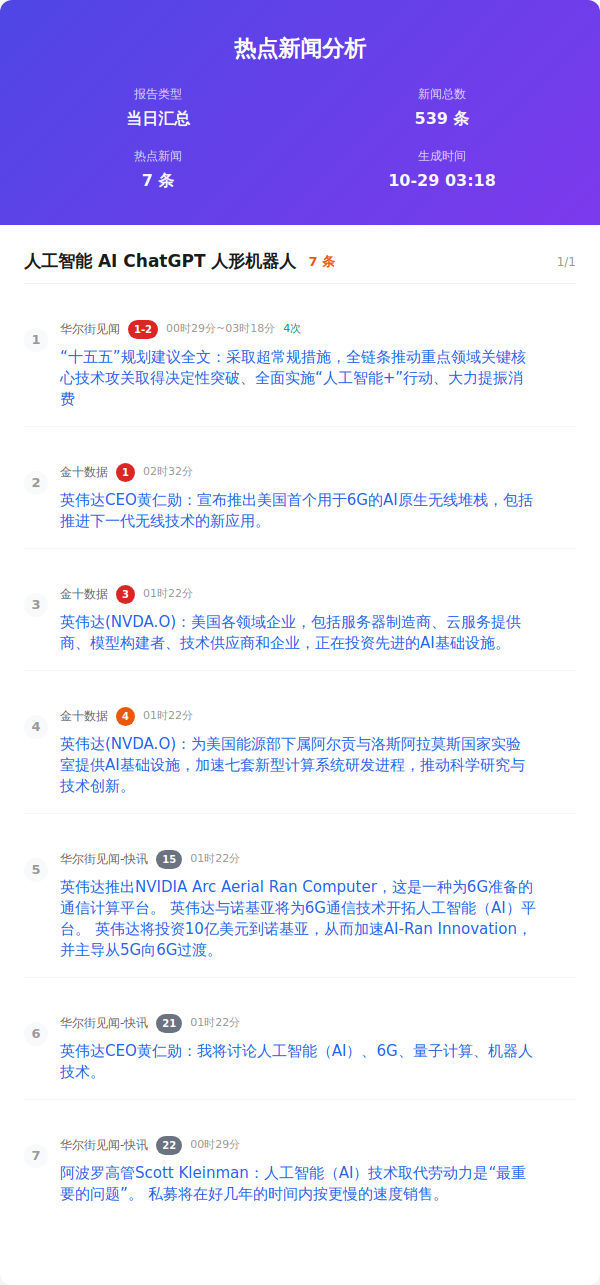 热点新闻分析
报告类型
当日汇总
新闻总数
539 条
热点新闻
7 条
生成时间
10-29 03:18
人工智能 AI ChatGPT 人形机器人 7 条 1/1
1
华尔街见闻 1-2 00时29分~03时18分 4次
“十五五”规划建议全文：采取超常规措施，全链条推动重点领域关键核
心技术攻关取得决定性突破、全面实施“人工智能+”行动、大力提振消
费
2
金十数据 1 02时32分
英伟达CEO黄仁勋：宣布推出美国首个用于6G的AI原生无线堆栈，包括
推进下一代无线技术的新应用。
3
金十数据 3 01时22分
英伟达(NVDA.O)：美国各领域企业，包括服务器制造商、云服务提供
商、模型构建者、技术供应商和企业，正在投资先进的AI基础设施。
4
金十数据 4 01时22分
英伟达(NVDA.O)：为美国能源部下属阿尔贡与洛斯阿拉莫斯国家实验
室提供AI基础设施，加速七套新型计算系统研发进程，推动科学研究与
技术创新。
5
华尔街见闻-快讯 15 01时22分
英伟达推出NVIDIA Arc Aerial Ran Computer，这是一种为6G准备的
通信计算平台。 英伟达与诺基亚将为6G通信技术开拓人工智能（AI）平
台。 英伟达将投资10亿美元到诺基亚，从而加速AI-Ran Innovation，
并主导从5G向6G过渡。
6
华尔街见闻-快讯 21 01时22分
英伟达CEO黄仁勋：我将讨论人工智能（AI）、6G、量子计算、机器人
技术。
7
华尔街见闻-快讯 22 00时29分
阿波罗高管Scott Kleinman：人工智能（AI）技术取代劳动力是“最重
要的问题”。 私募将在好几年的时间内按更慢的速度销售。